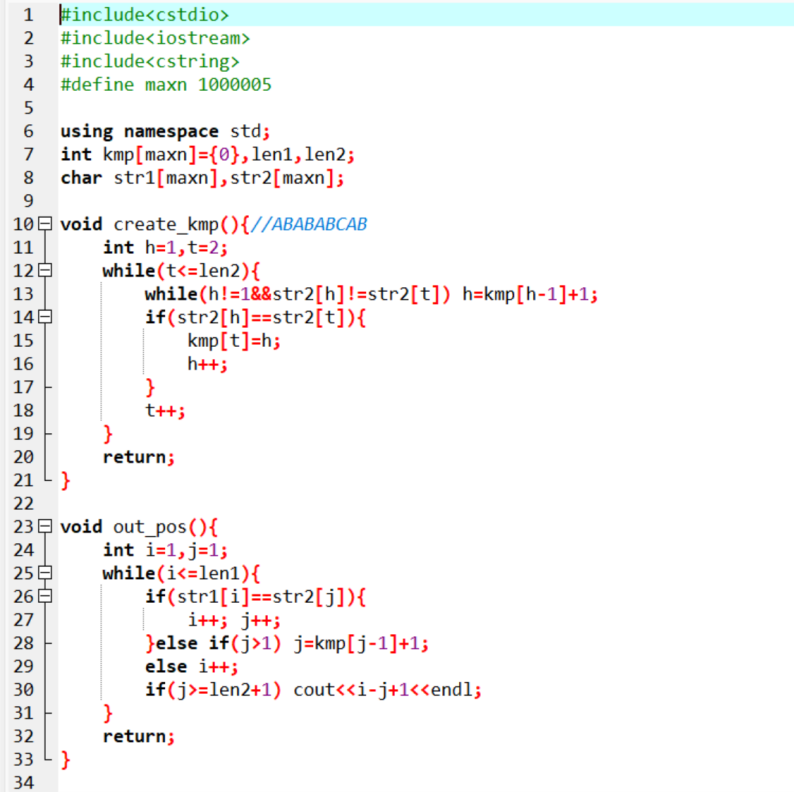 1 #include<cstdio>
2 #include<iostream>
3 #include<cstring>
4 #define maxn 1000005
5
6 using namespace std;
7 int kmp[maxn]={0},len1,len2;
8 char str1[maxn],str2[maxn];
9
10 void create_kmp(){//ABABABCAB
11     int h=1,t=2;
12     while(t<=len2){
13         while(h!=1&&str2[h]!=str2[t]) h=kmp[h-1]+1;
14         if(str2[h]==str2[t]){
15             kmp[t]=h;
16             h++;
17         }
18         t++;
19     }
20     return;
21 }
22
23 void out_pos(){
24     int i=1,j=1;
25     while(i<=len1){
26         if(str1[i]==str2[j]){
27             i++; j++;
28         }else if(j>1) j=kmp[j-1]+1;
29         else i++;
30         if(j>=len2+1) cout<<i-j+1<<endl;
31     }
32     return;
33 }
34